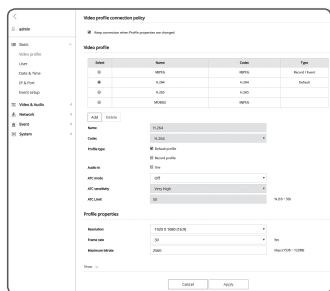 admin
Basic
Video profile
User
Date & Time
IP & Port
Event setup
Video & Audio
Network
Event
System
Video profile connection policy
Keep connection when Profile properties are changed
Video profile
Select Name Codec Type
MJPEG MJPEG Record / Event
H.264 H.264 Default
H.265 H.265
MOBILE MJPEG
Add Delete
Name H.264
Codec H.264
Profile type Default profile
Record profile
Audio-in Use
ATC mode Off
ATC sensitivity Very High
ATC Limit 50
Profile properties
Resolution 1920 X 1080 (16:9)
Frame rate 30 fps
Maximum bitrate 2560
Show
Cancel Apply